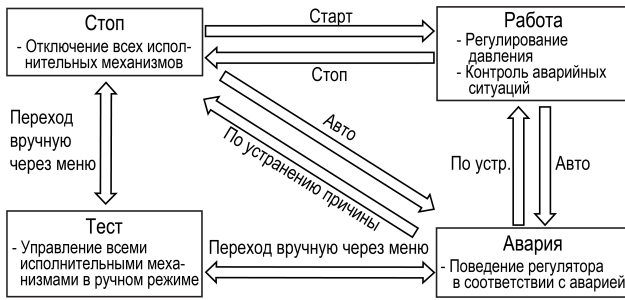 Стоп
- Отключение всех испол-
нительных механизмов
Старт
Стоп
Работа
- Регулирование
давления
- Контроль аварийных
ситуаций
Переход
вручную
через меню
Авто
По устранению причины
По устр.
Авто
Тест
- Управление всеми
исполнительными меха-
низмами в ручном режиме
Переход вручную через меню
Авария
- Поведение регулятора
в соответствии с аварией